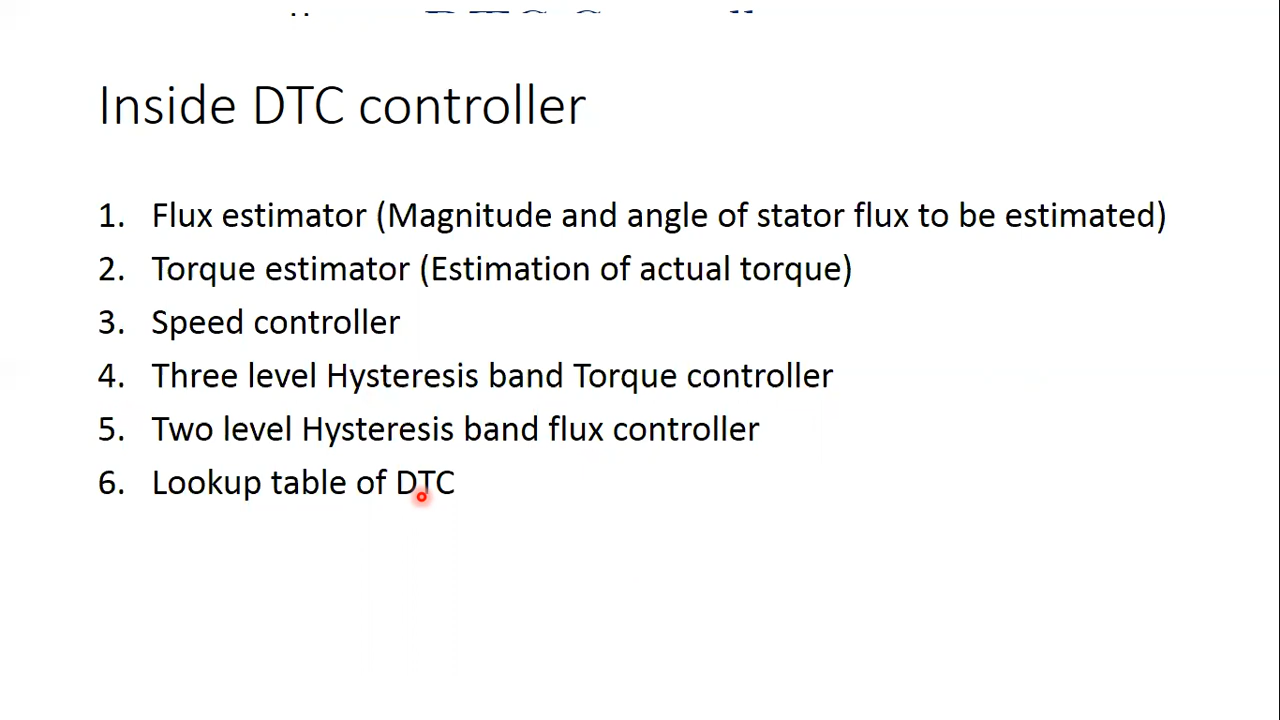 Inside DTC controller
1. Flux estimator (Magnitude and angle of stator flux to be estimated)
2. Torque estimator (Estimation of actual torque)
3. Speed controller
4. Three level Hysteresis band Torque controller
5. Two level Hysteresis band flux controller
6. Lookup table of DTC